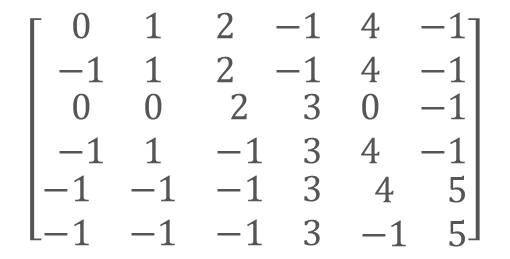 0 1 2 −1 4 −1
−1 1 2 −1 4 −1
0 0 2 3 0 −1
−1 1 −1 3 4 −1
−1 −1 −1 3 4 5
−1 −1 −1 3 −1 5